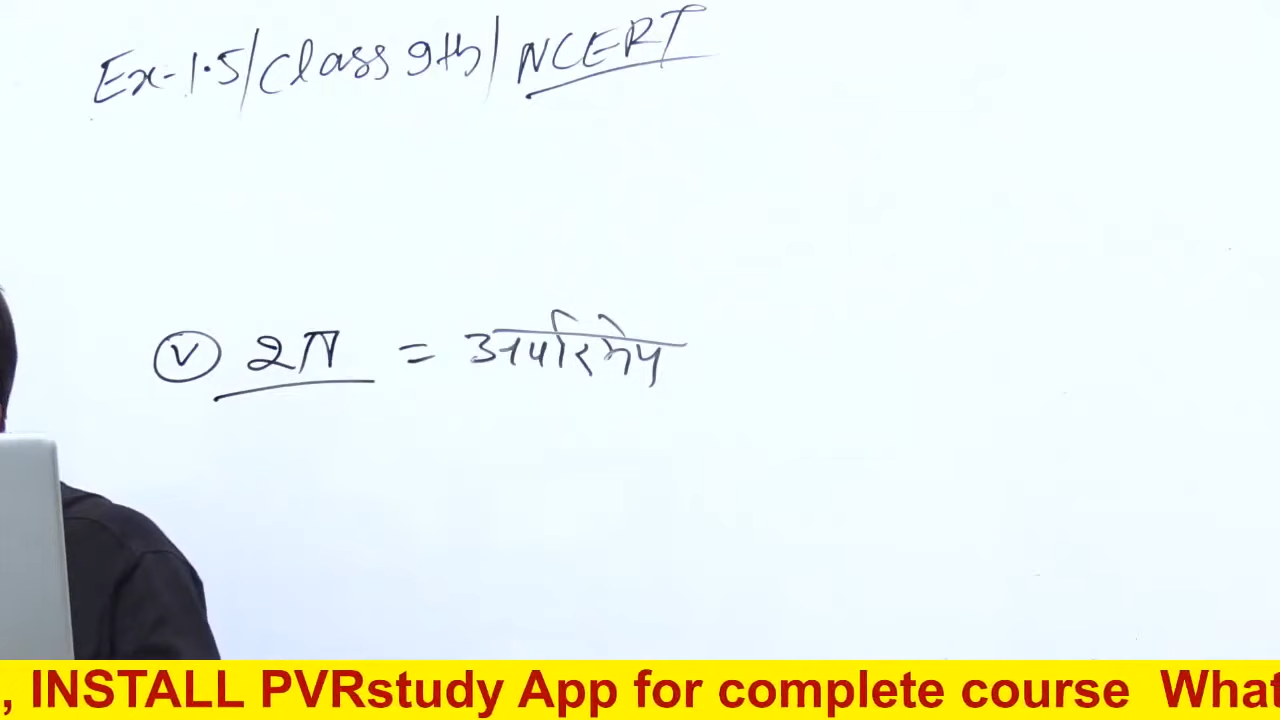 Ex-1.5/Class 9th/NCERT
(v) 2π = अपरिमेय
, INSTALL PVRstudy App for complete course What